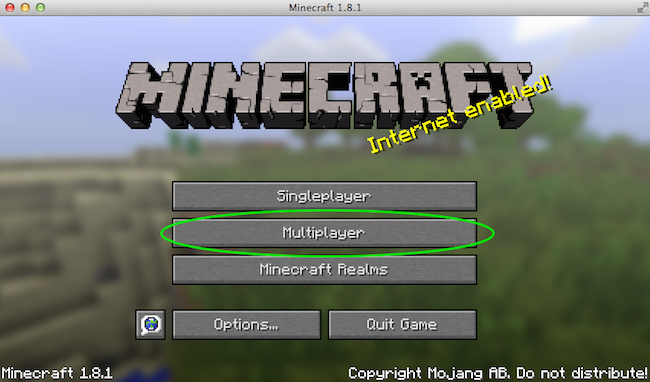 Minecraft 1.8.1
MINECRAFT
Internet enabled!
Singleplayer
Multiplayer
Minecraft Realms
Options...
Quit Game
Minecraft 1.8.1
Copyright Mojang AB. Do not distribute!